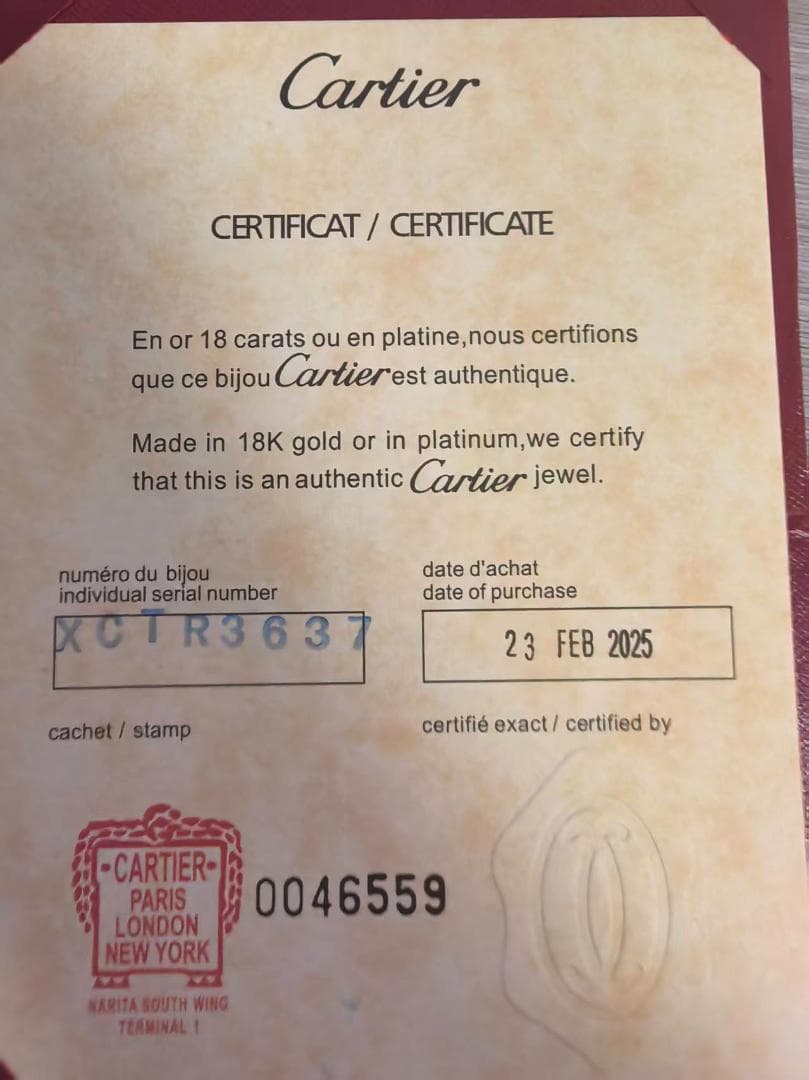 Cartier
CERTIFICAT / CERTIFICATE
En or 18 carats ou en platine,nous certifions
que ce bijou Cartier est authentique.
Made in 18K gold or in platinum,we certify
that this is an authentic Cartier jewel.
numéro du bijou
individual serial number
XCTR3637
date d'achat
date of purchase
23 FEB 2025
cachet / stamp
certifié exact / certified by
-CARTIER-
PARIS
LONDON
NEW YORK
NARITA SOUTH WING
TERMINAL 1
0046559